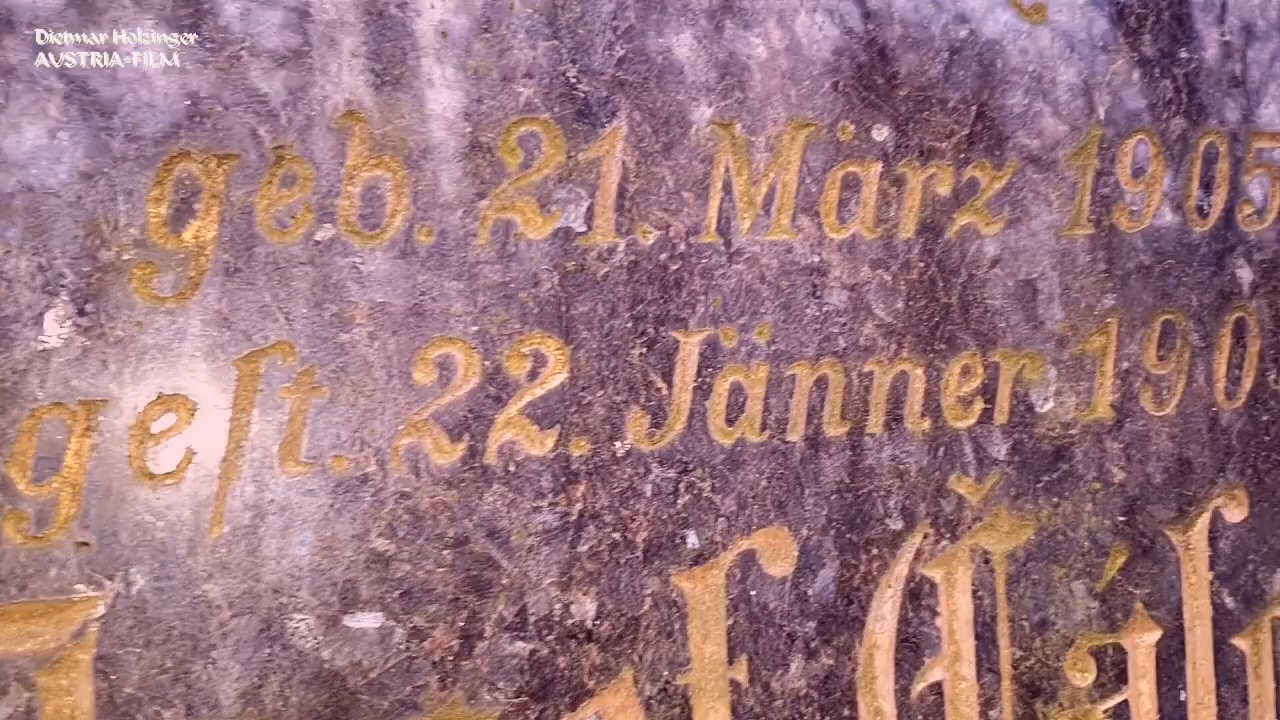 Dietmar Holzinger
AUSTRIA-FILM
geb. 21. März 1905
geſt. 22. Jänner 190